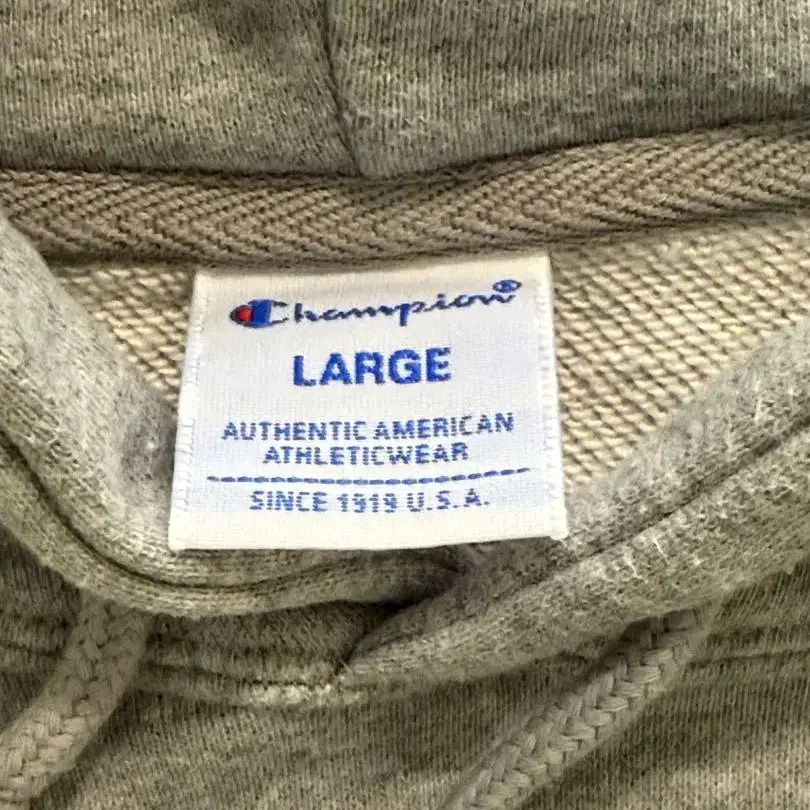 Champion®
LARGE
AUTHENTIC AMERICAN
ATHLETICWEAR
SINCE 1919 U.S.A.